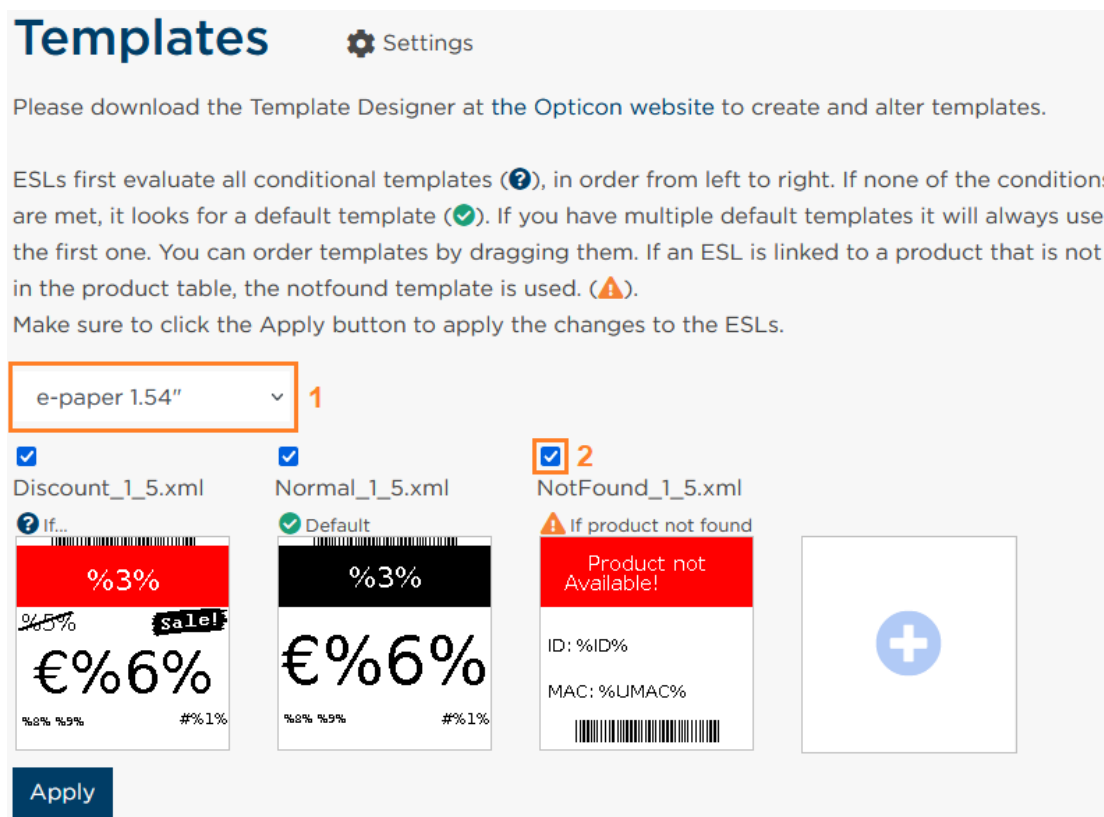 Templates Settings
Please download the Template Designer at the Opticon website to create and alter templates.
ESLs first evaluate all conditional templates (?), in order from left to right. If none of the conditions
are met, it looks for a default template (✓). If you have multiple default templates it will always use
the first one. You can order templates by dragging them. If an ESL is linked to a product that is not
in the product table, the notfound template is used. (⚠).
Make sure to click the Apply button to apply the changes to the ESLs.
e-paper 1.54" 1
2
Discount_1_5.xml Normal_1_5.xml NotFound_1_5.xml
If... Default If product not found
%3%
%5% Sale!
€%6%
%8% %9% #%1%
%3%
€%6%
%8% %9% #%1%
Product not
Available!
ID: %ID%
MAC: %UMAC%
Apply